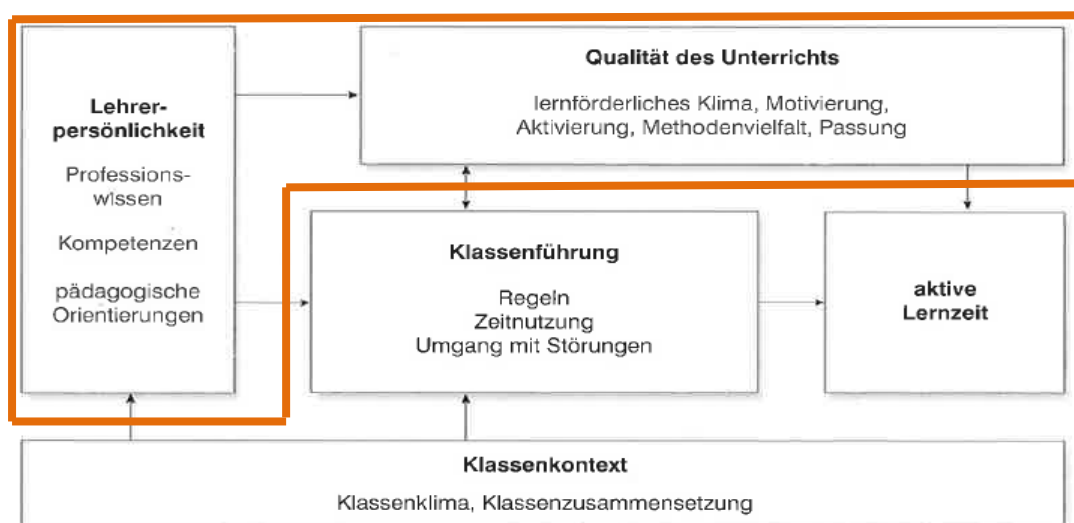 Lehrer-
persönlichkeit
Professions-
wissen
Kompetenzen
pädagogische
Orientierungen
Qualität des Unterrichts
lernförderliches Klima, Motivierung,
Aktivierung, Methodenvielfalt, Passung
Klassenführung
Regeln
Zeitnutzung
Umgang mit Störungen
aktive
Lernzeit
Klassenkontext
Klassenklima, Klassenzusammensetzung